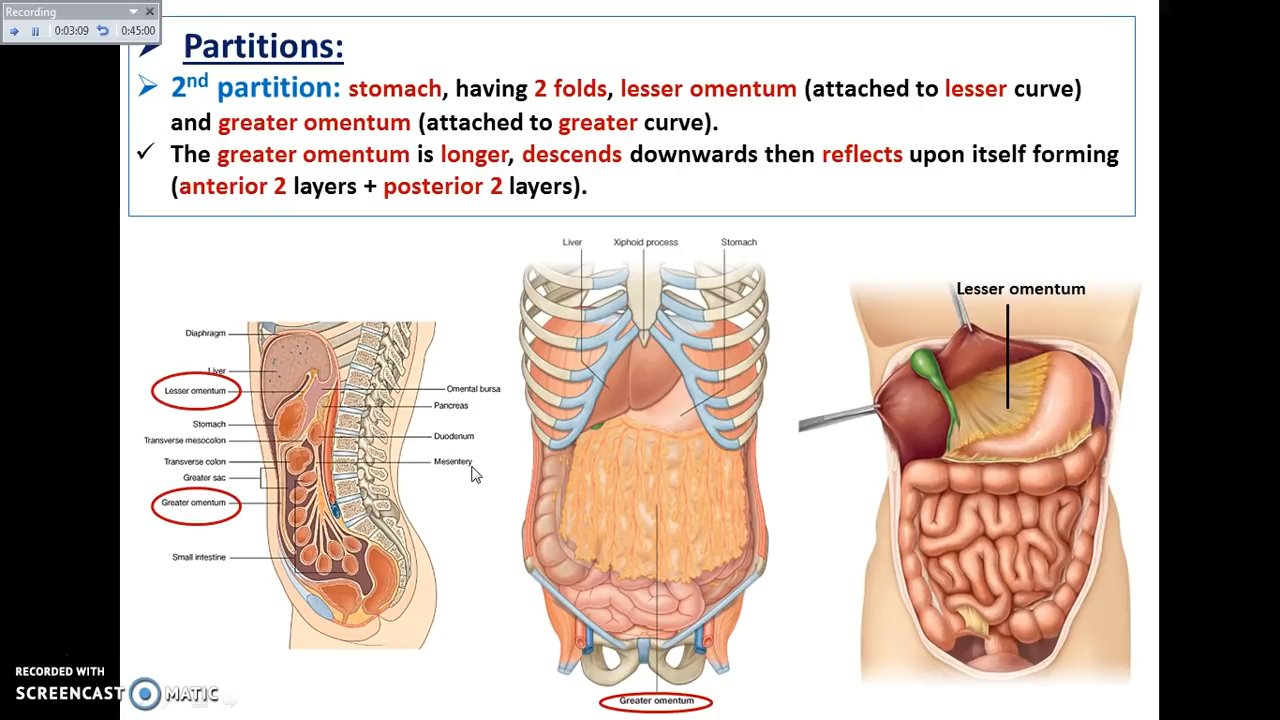 Recording
0:03:09
0:45:00
Partitions:
2nd partition: stomach, having 2 folds, lesser omentum (attached to lesser curve)
and greater omentum (attached to greater curve).
The greater omentum is longer, descends downwards then reflects upon itself forming
(anterior 2 layers + posterior 2 layers).
Diaphragm
Liver
Lesser omentum
Stomach
Transverse mesocolon
Transverse colon
Greater sac
Greater omentum
Small intestine
Omental bursa
Pancreas
Duodenum
Mesentery
Liver
Xiphoid process
Stomach
Greater omentum
Lesser omentum
RECORDED WITH
SCREENCAST MATIC